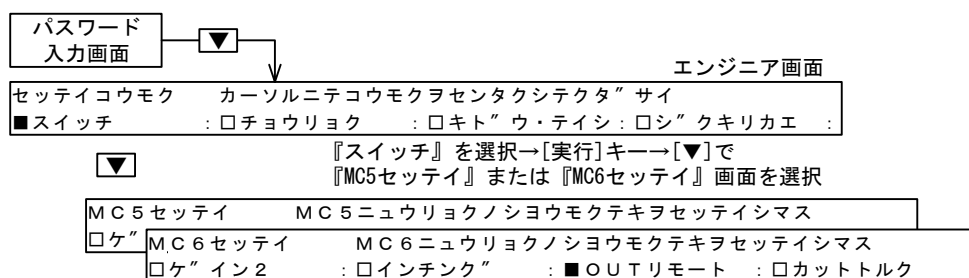 パスワード
入力画面
▼
エンジニア画面
セッテイコウモク　カーソルニテコウモクヲセンタクシテクタ゛サイ
■スイッチ　：□チョウリョク　：□キト゛ウ・テイシ：□シ゛クキリカエ　：
▼
『スイッチ』を選択→[実行]キー→[▼]で
『MC5セッテイ』または『MC6セッテイ』画面を選択
ＭＣ５セッテイ　ＭＣ５ニュウリョクノシヨウモクテキヲセッテイシマス
□ケ゛
ＭＣ６セッテイ　ＭＣ６ニュウリョクノシヨウモクテキヲセッテイシマス
□ケ゛イン２　：□インチンク゛　：■ＯＵＴリモート　：□カットトルク